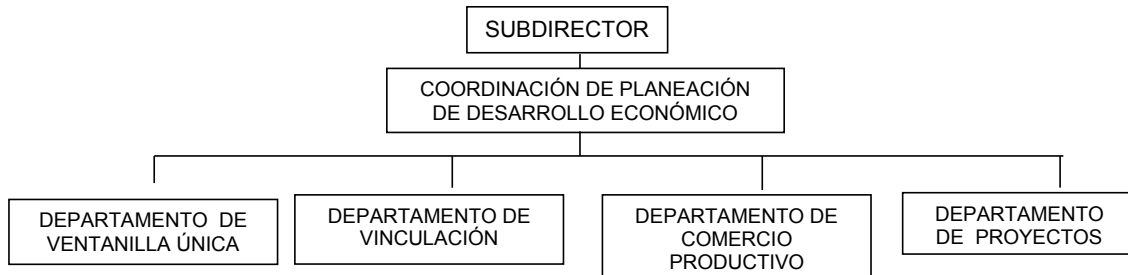 SUBDIRECTOR
COORDINACIÓN DE PLANEACIÓN
DE DESARROLLO ECONÓMICO
DEPARTAMENTO DE
VENTANILLA ÚNICA
DEPARTAMENTO DE
VINCULACIÓN
DEPARTAMENTO DE
COMERCIO
PRODUCTIVO
DEPARTAMENTO
DE PROYECTOS